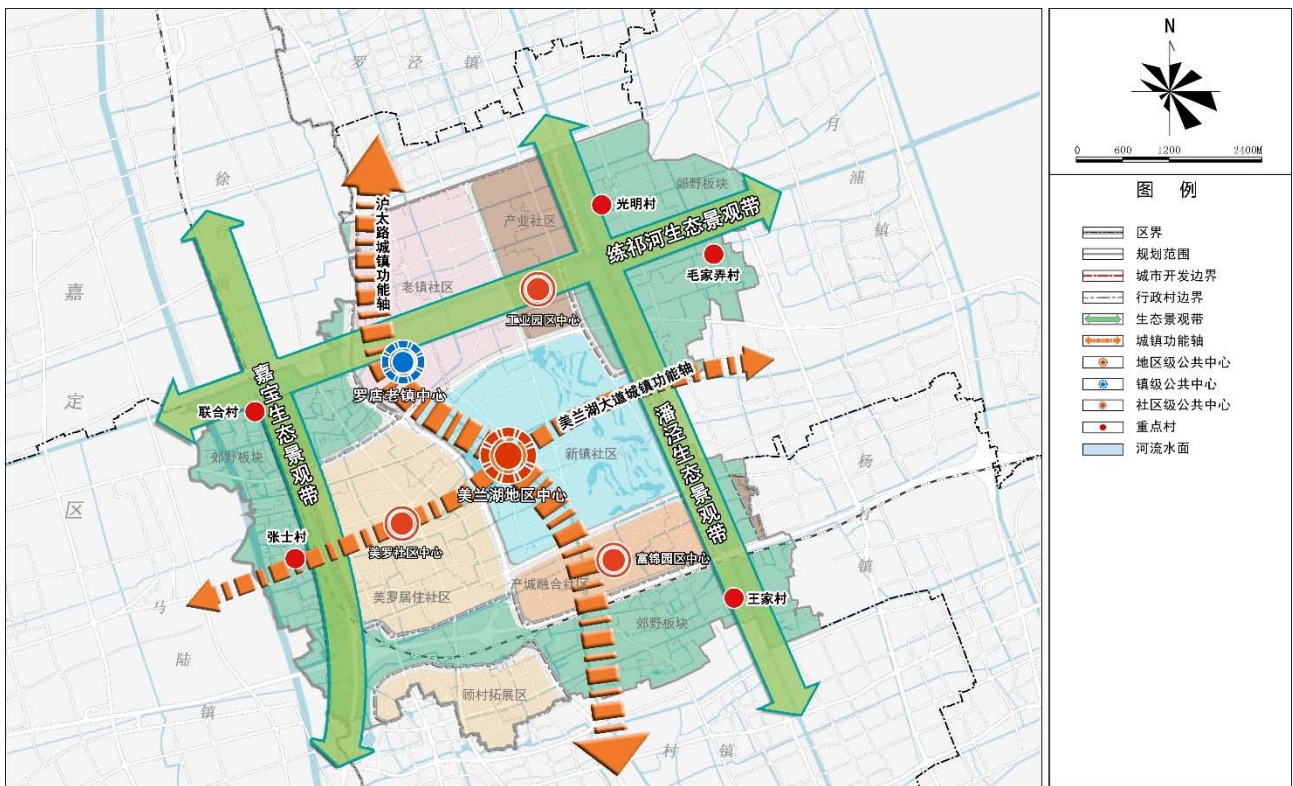 罗泾镇
月浦镇
徐行镇
嘉定区
马陆镇
杨行镇
村镇
郊野板块
光明村
产业社区
练祁河生态景观带
毛家弄村
沪太路城镇功能轴
老镇社区
工业园区中心
罗店老镇中心
美兰湖大道城镇功能轴
嘉宝生态景观带
联合村
郊野板块
新镇社区
潘泾生态景观带
美兰湖地区中心
张士村
美罗社区中心
富锦园区中心
产城融合社区
美罗居住社区
王家村
郊野板块
顾村拓展区
N
0 600 1200 2400M
图 例
区界
规划范围
城市开发边界
行政村边界
生态景观带
城镇功能轴
地区级公共中心
镇级公共中心
社区级公共中心
重点村
河流水面